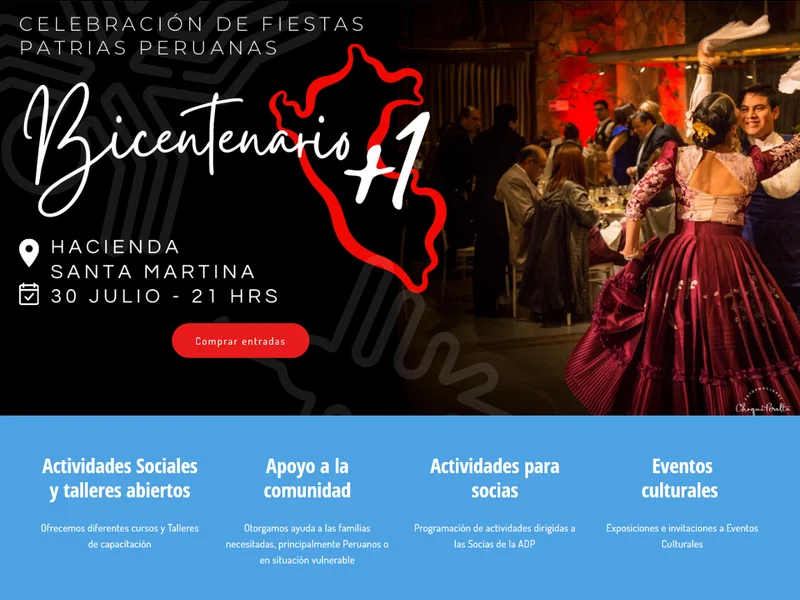 CELEBRACIÓN DE FIESTAS
PATRIAS PERUANAS
Bicentenario
+1
HACIENDA
SANTA MARTINA
30 JULIO - 21 HRS
Comprar entradas
Actividades Sociales
y talleres abiertos
Ofrecemos diferentes cursos y Talleres
de capacitación
Apoyo a la
comunidad
Otorgamos ayuda a las familias
necesitadas, principalmente Peruanos o
en situación vulnerable
Actividades para
socias
Programación de actividades dirigidas a
las Socias de la ADP
Eventos
culturales
Exposiciones e invitaciones a Eventos
Culturales